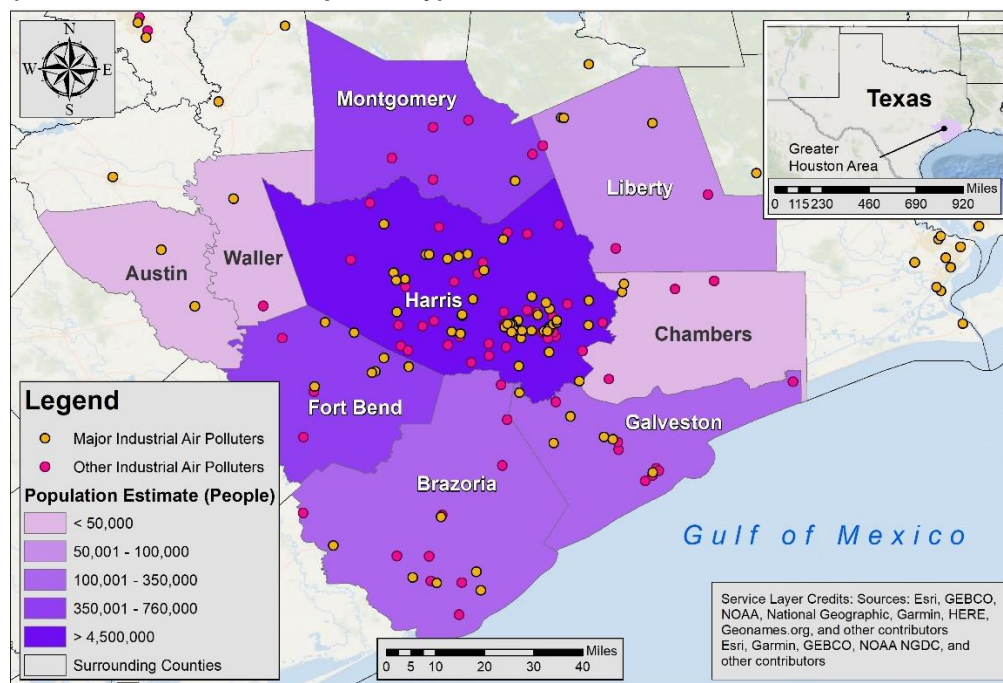 N
W E
S
Montgomery
Liberty
Waller
Austin
Harris
Chambers
Fort Bend
Galveston
Brazoria
Gulf of Mexico
Texas
Greater
Houston Area
Miles
0 115 230 460 690 920
Legend
Major Industrial Air Polluters
Other Industrial Air Polluters
Population Estimate (People)
< 50,000
50,001 - 100,000
100,001 - 350,000
350,001 - 760,000
> 4,500,000
Surrounding Counties
Miles
0 5 10 20 30 40
Service Layer Credits: Sources: Esri, GEBCO,
NOAA, National Geographic, Garmin, HERE,
Geonames.org, and other contributors
Esri, Garmin, GEBCO, NOAA NGDC, and
other contributors